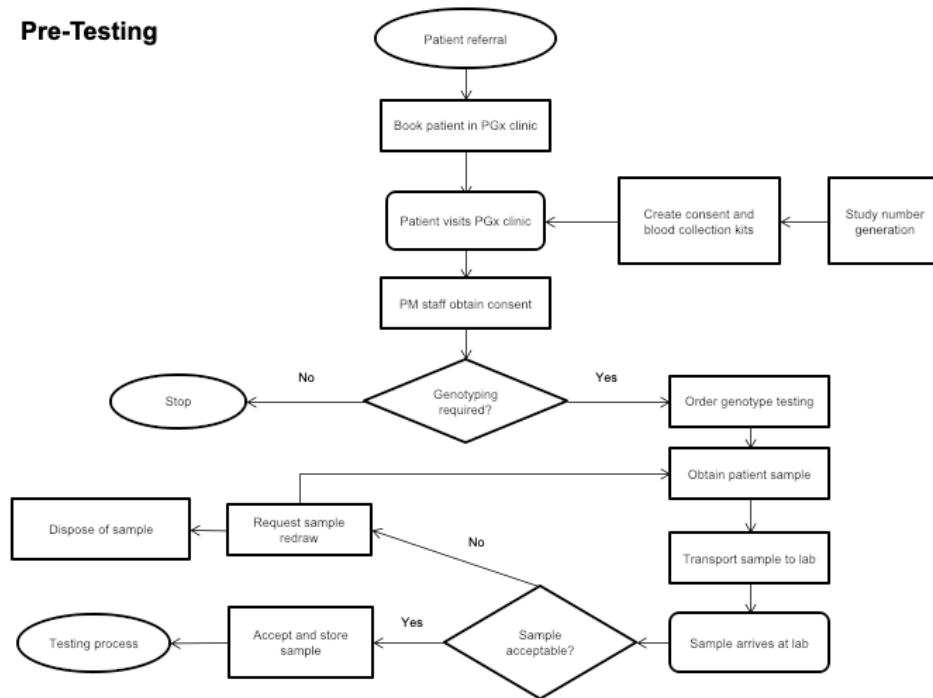 Pre-Testing
Patient referral
Book patient in PGx clinic
Patient visits PGx clinic
Create consent and
blood collection kits
Study number
generation
PM staff obtain consent
No
Yes
Stop
Genotyping
required?
Order genotype testing
Obtain patient sample
Dispose of sample
Request sample
redraw
No
Transport sample to lab
Testing process
Accept and store
sample
Yes
Sample
acceptable?
Sample arrives at lab